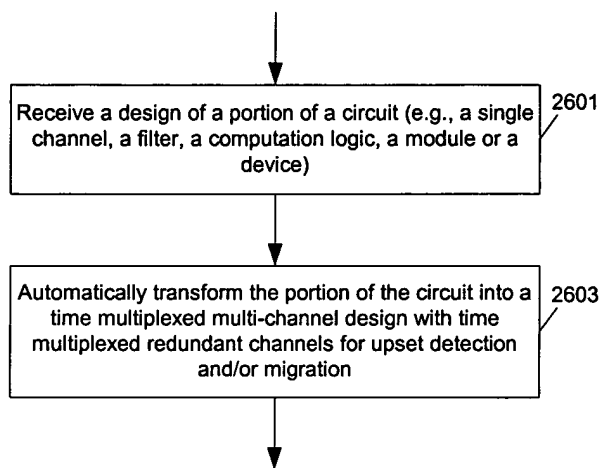 Receive a design of a portion of a circuit (e.g., a single
channel, a filter, a computation logic, a module or a
device)
2601
Automatically transform the portion of the circuit into a
time multiplexed multi-channel design with time
multiplexed redundant channels for upset detection
and/or migration
2603